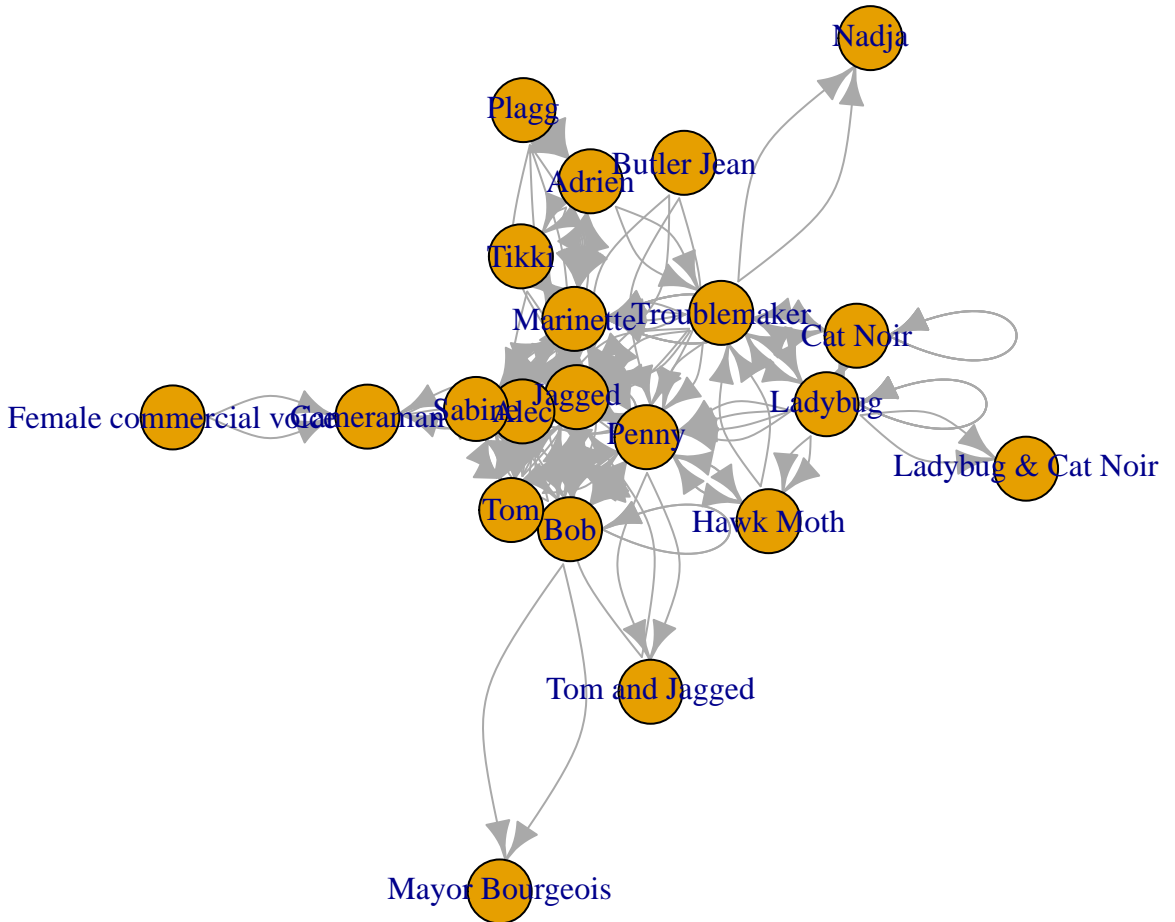 Nadja
Plagg
Butler Jean
Adrien
Tikki
Troublemaker
Marinette
Cat Noir
Jagged
Ladybug
Female commercial voice
Cameraman
Sabine
Alec
Penny
Ladybug & Cat Noir
Tom
Hawk Moth
Bob
Tom and Jagged
Mayor Bourgeois